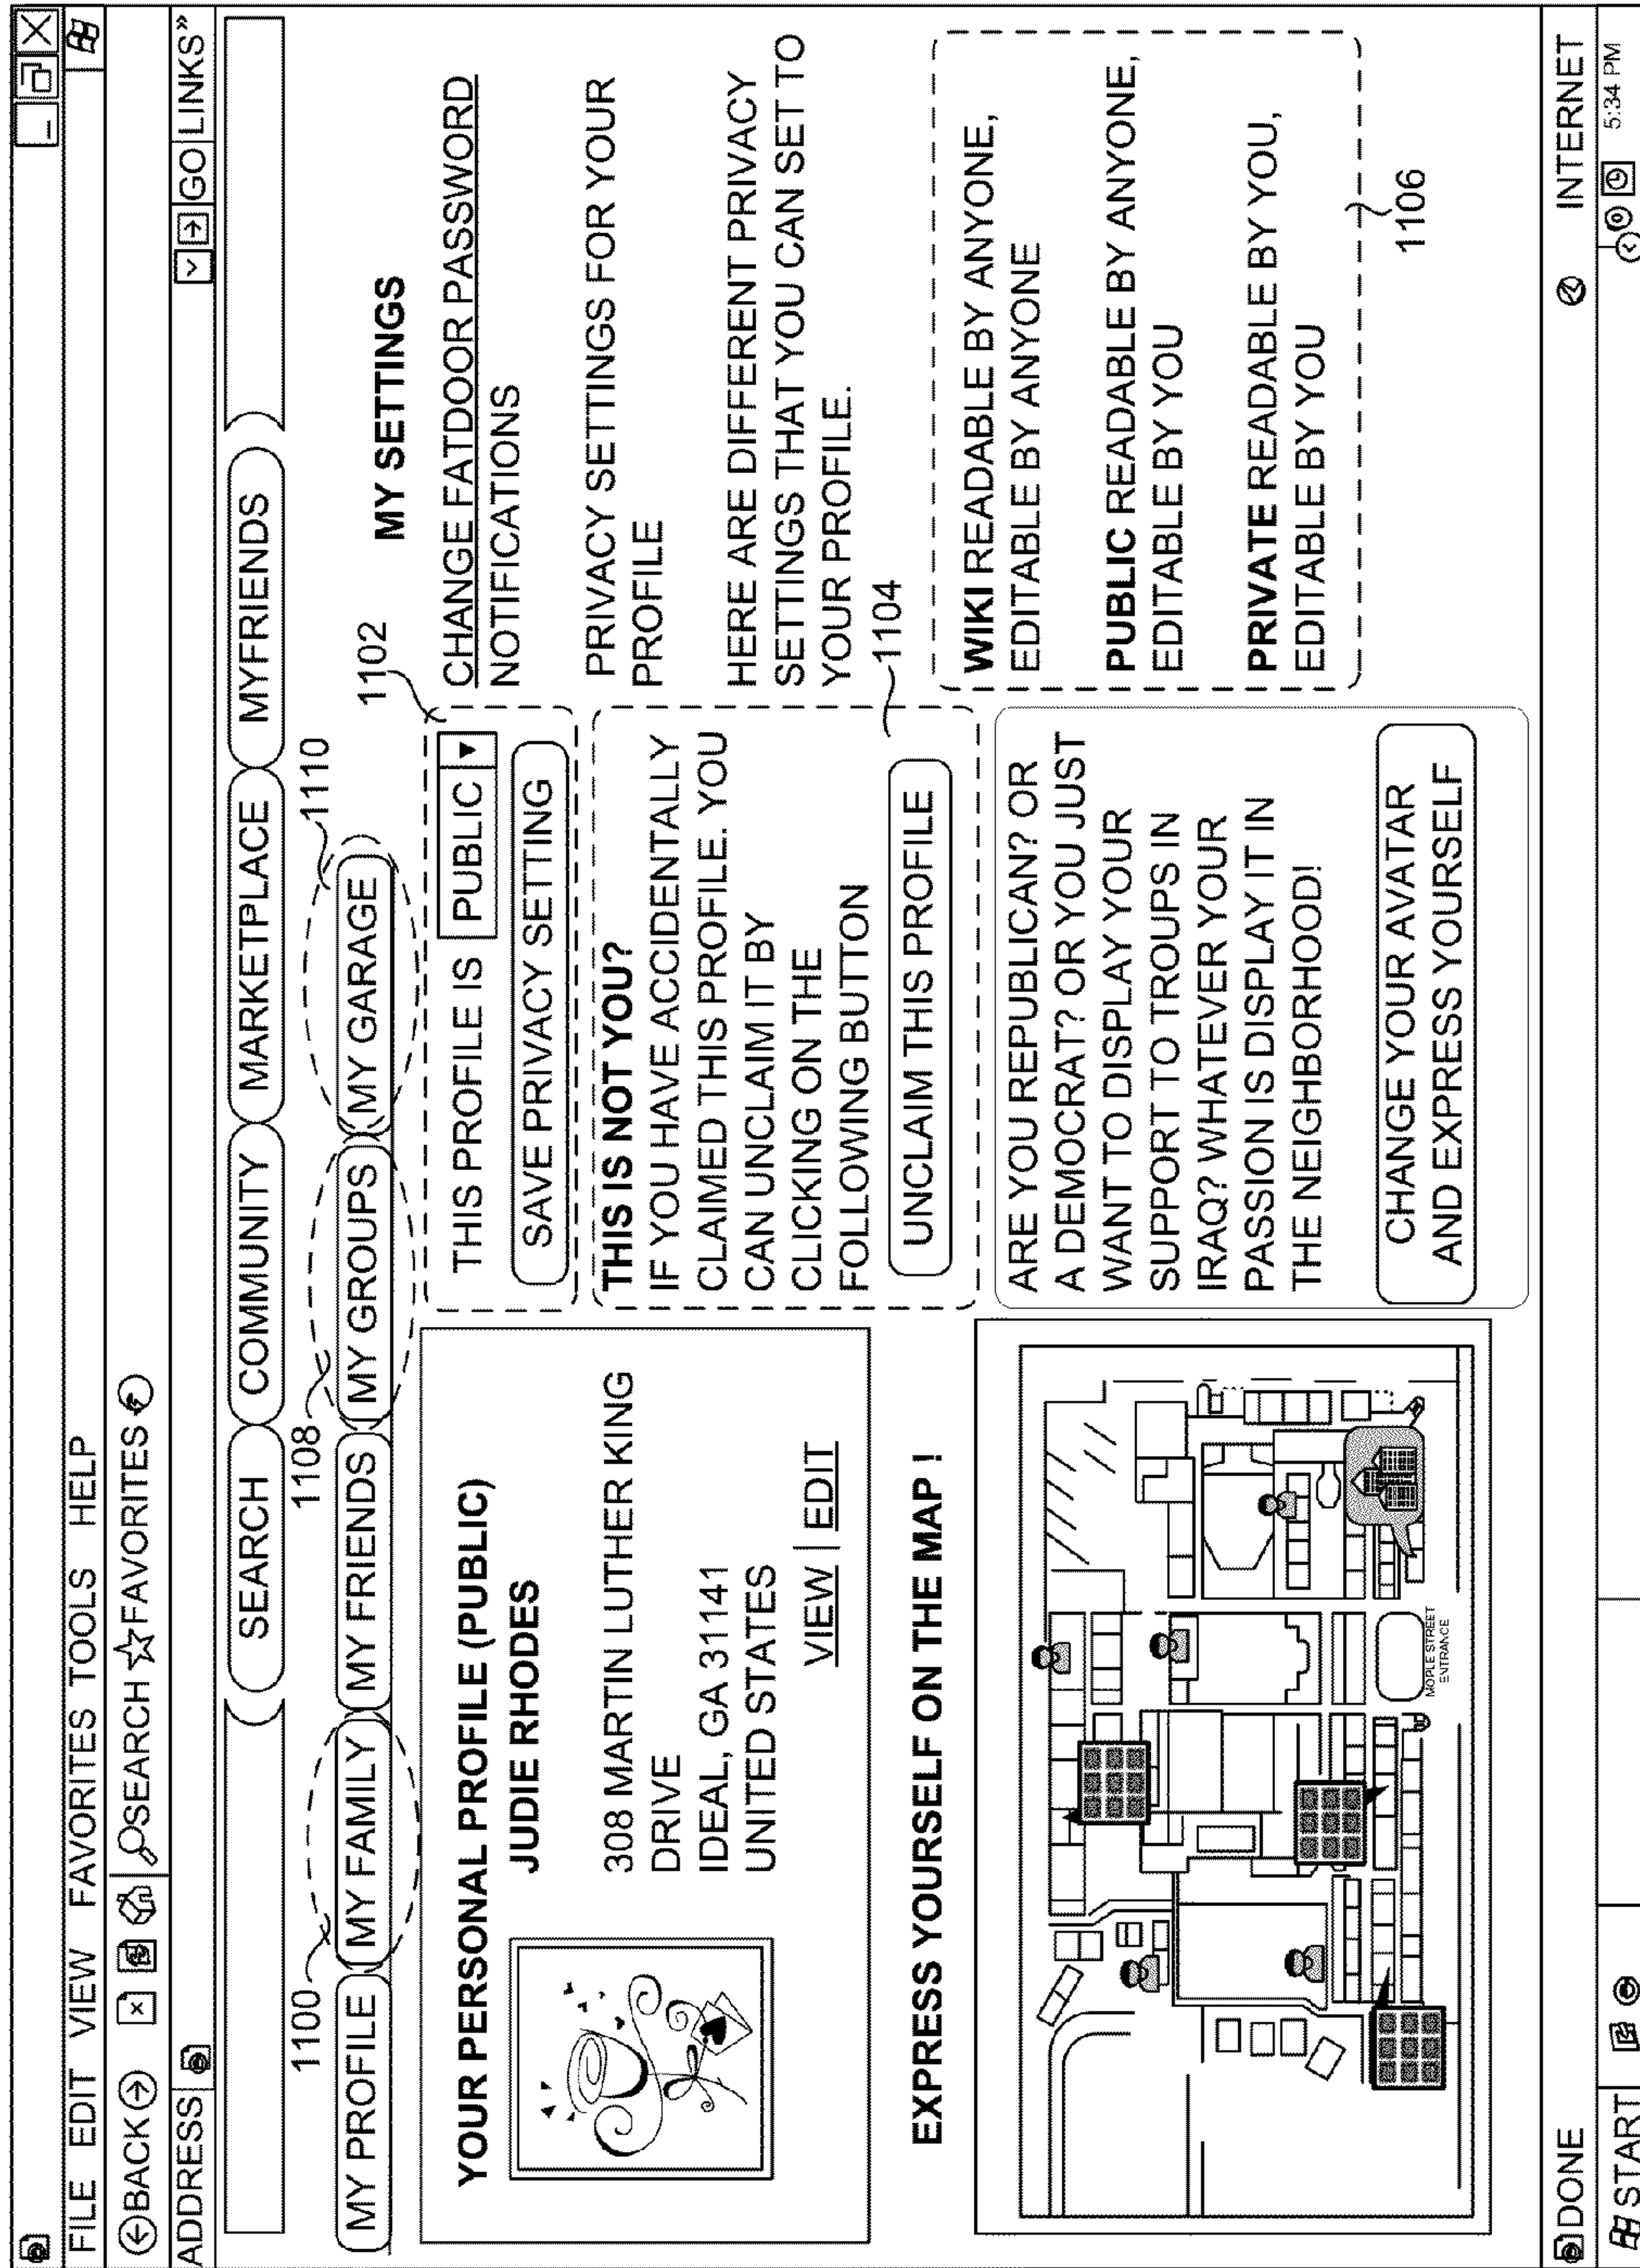 FILE EDIT VIEW FAVORITES TOOLS HELP
BACK SEARCH FAVORITES
ADDRESS GO LINKS»
SEARCH COMMUNITY MARKETPLACE MYFRIENDS
1100 1108 1110
MY PROFILE MY FAMILY MY FRIENDS MY GROUPS MY GARAGE
YOUR PERSONAL PROFILE (PUBLIC)
JUDIE RHODES
308 MARTIN LUTHER KING
DRIVE
IDEAL, GA 31141
UNITED STATES
VIEW | EDIT
EXPRESS YOURSELF ON THE MAP !
MOPLE STREET
ENTRANCE
1102
THIS PROFILE IS PUBLIC
SAVE PRIVACY SETTING
THIS IS NOT YOU?
IF YOU HAVE ACCIDENTALLY
CLAIMED THIS PROFILE. YOU
CAN UNCLAIM IT BY
CLICKING ON THE
FOLLOWING BUTTON
UNCLAIM THIS PROFILE
1104
ARE YOU REPUBLICAN? OR
A DEMOCRAT? OR YOU JUST
WANT TO DISPLAY YOUR
SUPPORT TO TROUPS IN
IRAQ? WHATEVER YOUR
PASSION IS DISPLAY IT IN
THE NEIGHBORHOOD!
CHANGE YOUR AVATAR
AND EXPRESS YOURSELF
MY SETTINGS
CHANGE FATDOOR PASSWORD
NOTIFICATIONS
PRIVACY SETTINGS FOR YOUR
PROFILE
HERE ARE DIFFERENT PRIVACY
SETTINGS THAT YOU CAN SET TO
YOUR PROFILE.
WIKI READABLE BY ANYONE,
EDITABLE BY ANYONE
PUBLIC READABLE BY ANYONE,
EDITABLE BY YOU
PRIVATE READABLE BY YOU,
EDITABLE BY YOU
1106
DONE INTERNET
START 5:34 PM